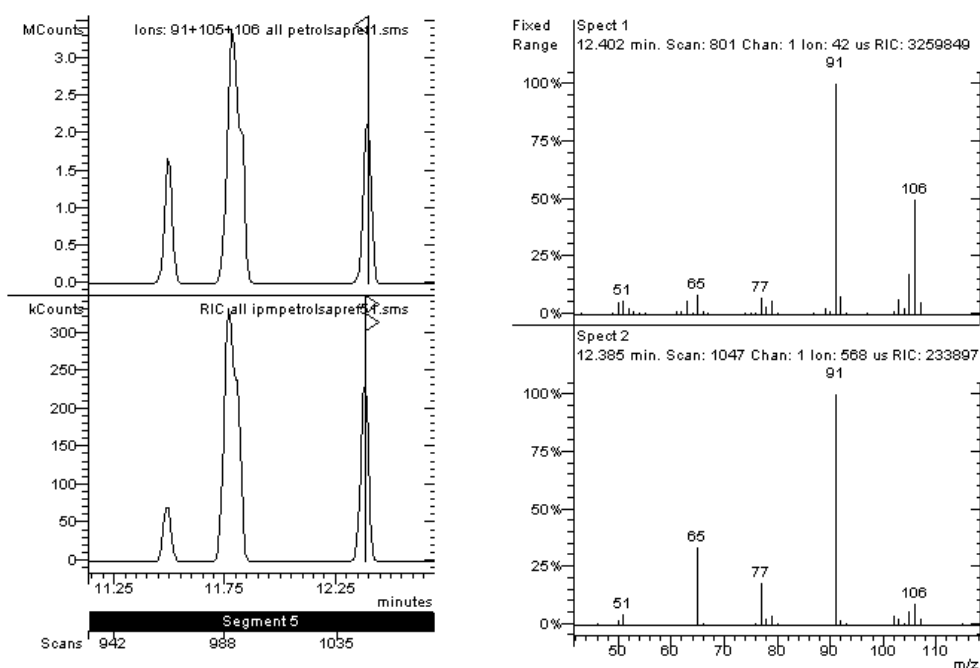 MCounts Ions: 91+105+106 all petrolsapref1.sms
3.0
2.5
2.0
1.5
1.0
0.5
0.0
kCounts RIC all ipmpetrolsapref51.sms
300
250
200
150
100
50
0
11.25 11.75 12.25
minutes
Segment 5
Scans 942 988 1035
Fixed Spect 1
Range 12.402 min. Scan: 801 Chan: 1 Ion: 42 us RIC: 3259849
91
100%
75%
50% 106
25%
51 65 77
0%
Spect 2
12.385 min. Scan: 1047 Chan: 1 Ion: 568 us RIC: 233897
91
100%
75%
50%
65
25%
77
51 106
0%
50 60 70 80 90 100 110
m/z